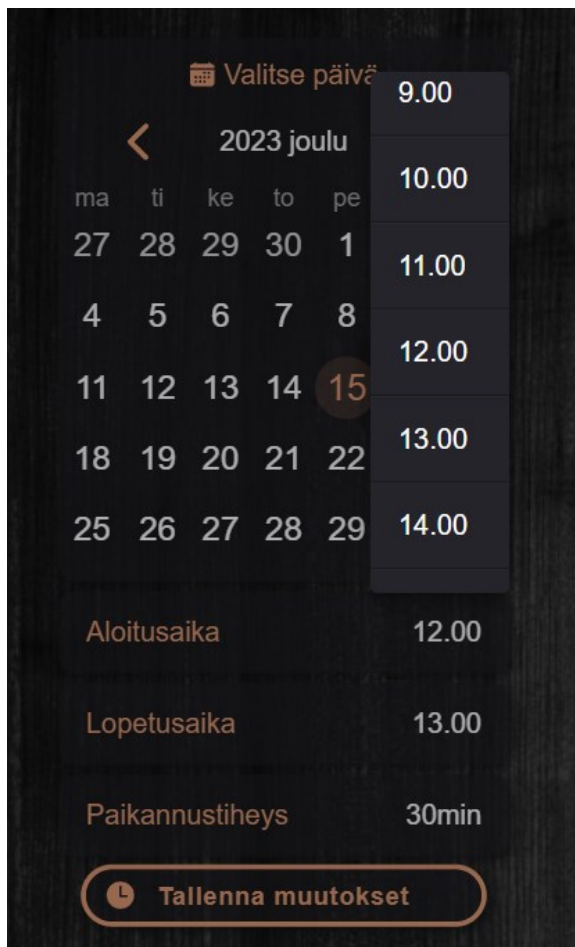 Valitse päivä
2023 joulu
ma ti ke to pe
27 28 29 30 1
4 5 6 7 8
11 12 13 14 15
18 19 20 21 22
25 26 27 28 29
9.00
10.00
11.00
12.00
13.00
14.00
Aloitusaika 12.00
Lopetusaika 13.00
Paikannustiheys 30min
Tallenna muutokset